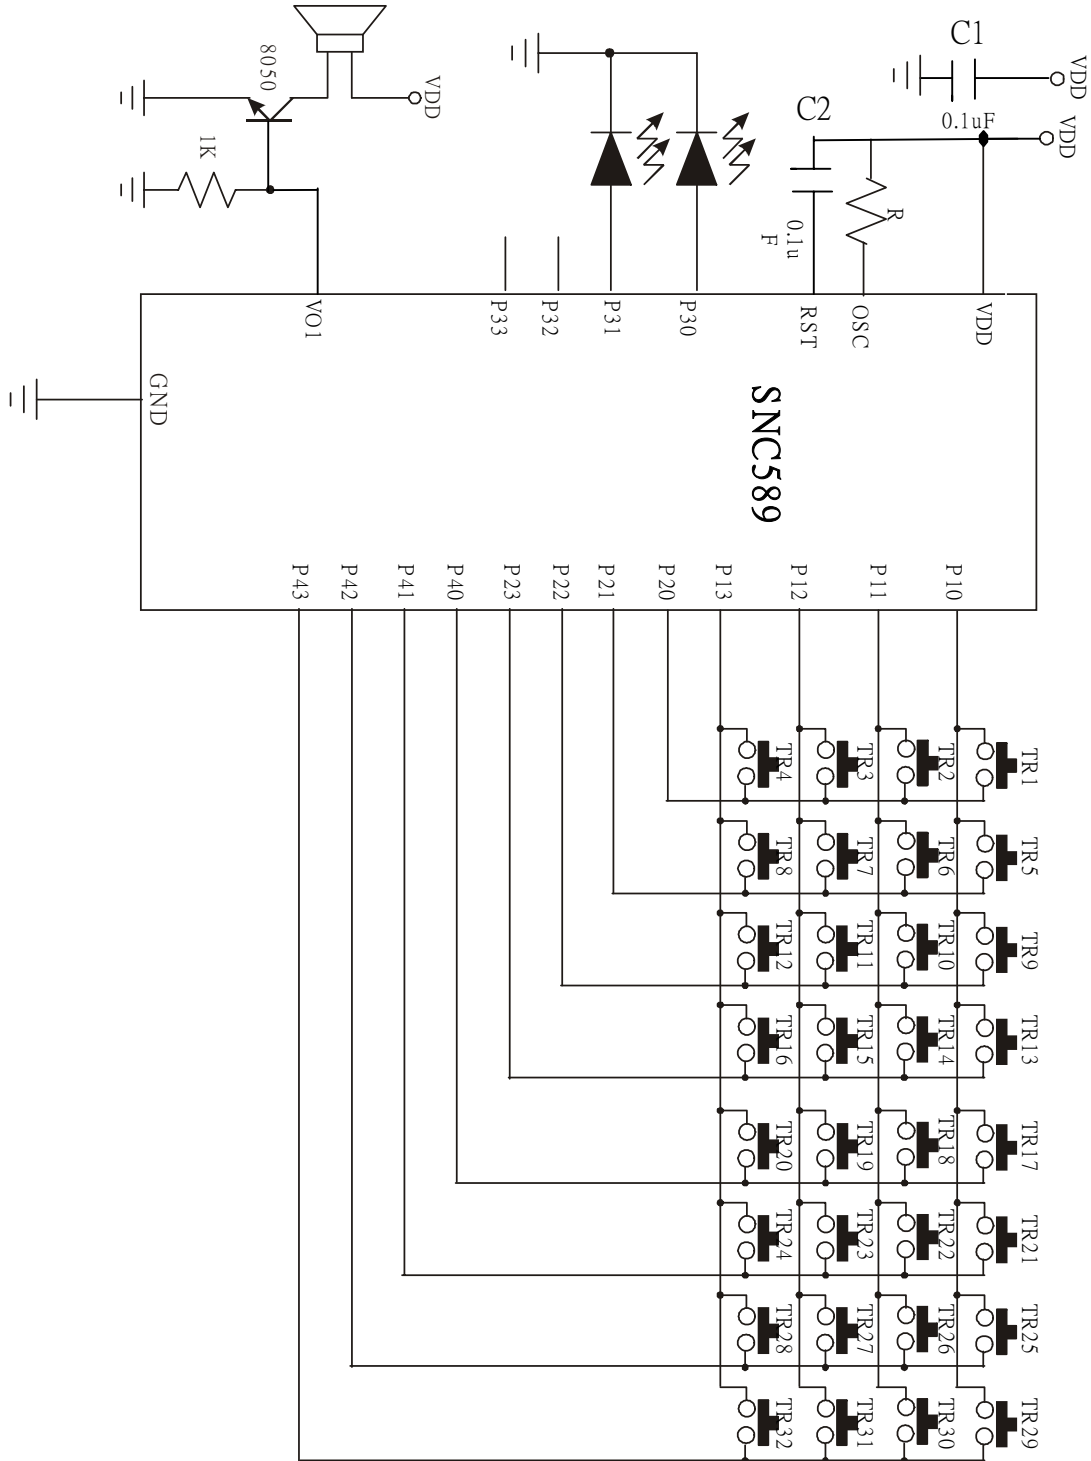 C1
VDD
0.1uF
VDD
C2
8050
VDD
1K
R
0.1u
F
VO1
P33
P32
P31
P30
RST
OSC
VDD
GND
SNC589
P43
P42
P41
P40
P23
P22
P21
P20
P13
P12
P11
P10
TR4
TR3
TR2
TR1
TR8
TR7
TR6
TR5
TR12
TR11
TR10
TR9
TR16
TR15
TR14
TR13
TR20
TR19
TR18
TR17
TR24
TR23
TR22
TR21
TR28
TR27
TR26
TR25
TR32
TR31
TR30
TR29